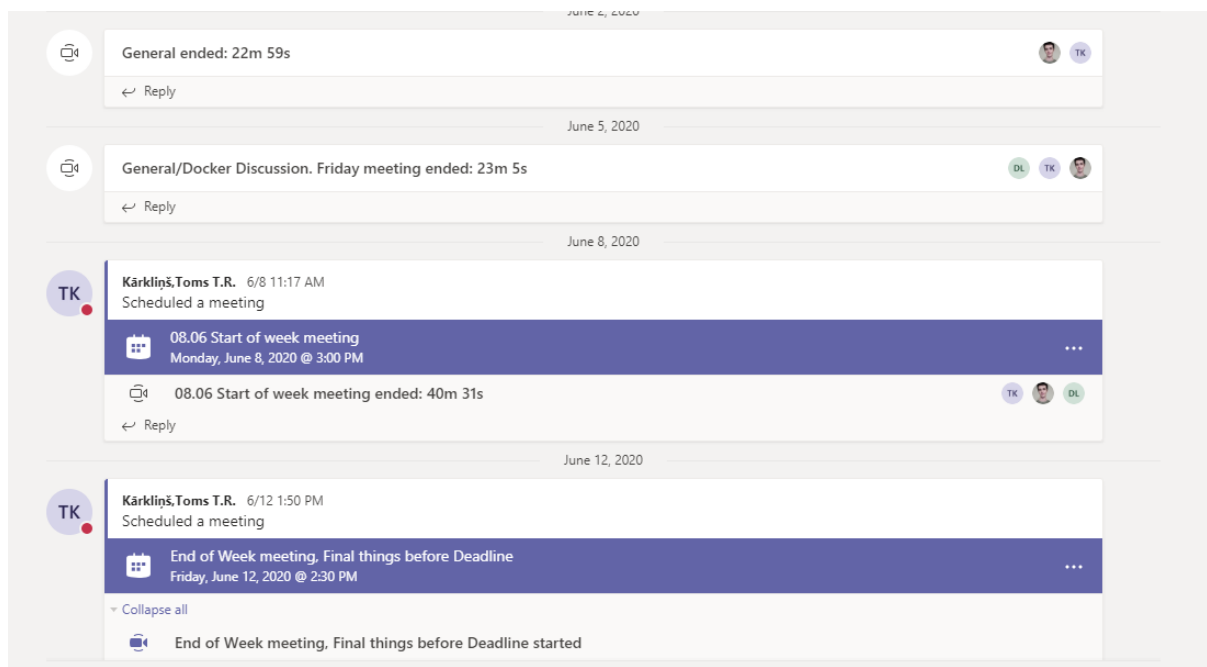 June 2, 2020
General ended: 22m 59s
TK
Reply
June 5, 2020
General/Docker Discussion. Friday meeting ended: 23m 5s
DL TK
Reply
June 8, 2020
TK
Kārkliņš,Toms T.R. 6/8 11:17 AM
Scheduled a meeting
08.06 Start of week meeting
Monday, June 8, 2020 @ 3:00 PM
08.06 Start of week meeting ended: 40m 31s
TK DL
Reply
June 12, 2020
TK
Kārkliņš,Toms T.R. 6/12 1:50 PM
Scheduled a meeting
End of Week meeting, Final things before Deadline
Friday, June 12, 2020 @ 2:30 PM
Collapse all
End of Week meeting, Final things before Deadline started